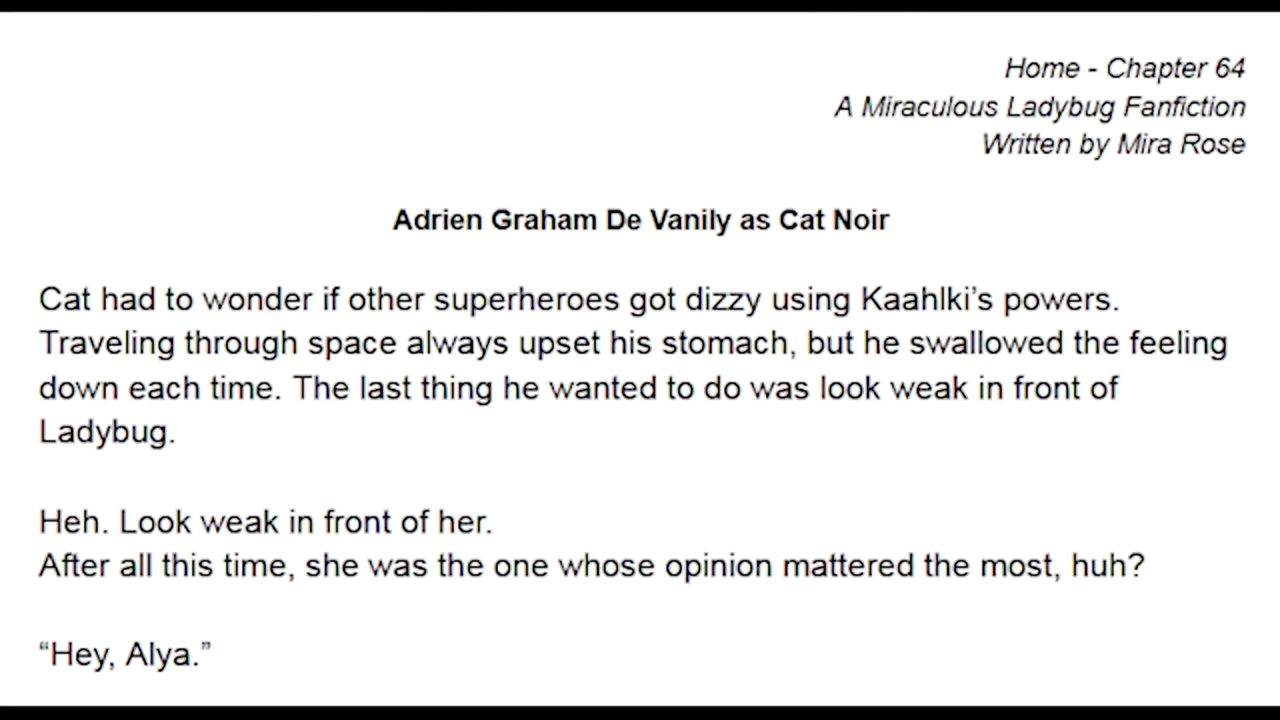 Home - Chapter 64
A Miraculous Ladybug Fanfiction
Written by Mira Rose
Adrien Graham De Vanily as Cat Noir
Cat had to wonder if other superheroes got dizzy using Kaahlki’s powers.
Traveling through space always upset his stomach, but he swallowed the feeling
down each time. The last thing he wanted to do was look weak in front of
Ladybug.
Heh. Look weak in front of her.
After all this time, she was the one whose opinion mattered the most, huh?
“Hey, Alya.”